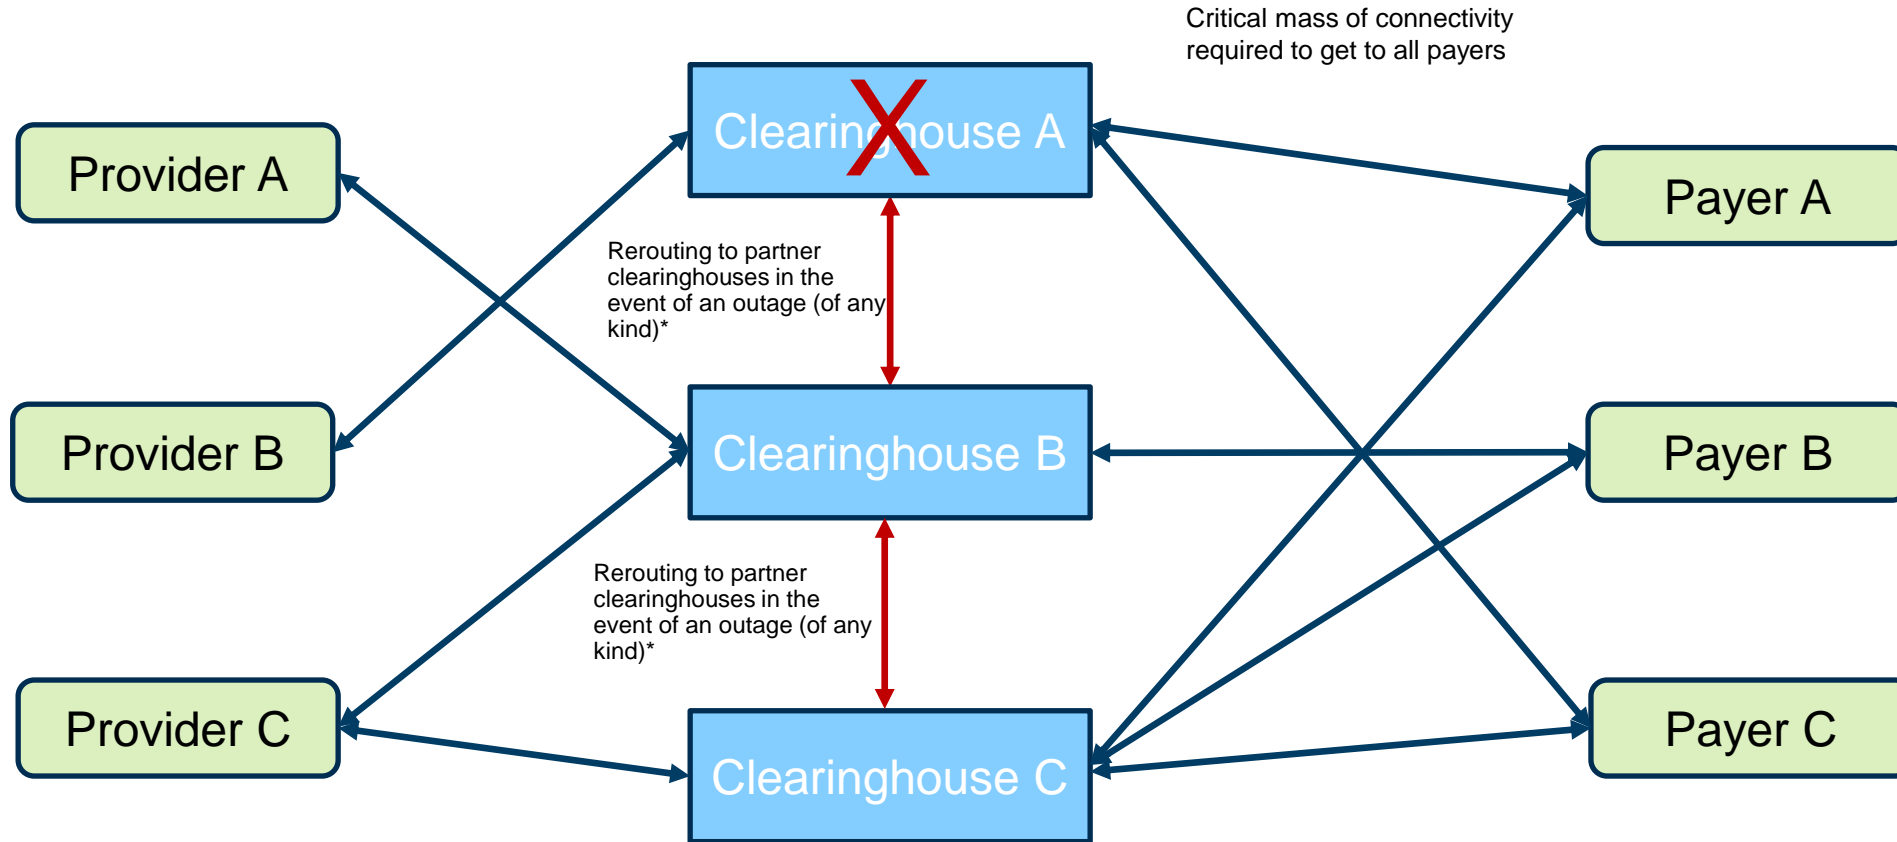 Critical mass of connectivity
required to get to all payers
Clearinghouse A
X
Provider A
Payer A
Rerouting to partner
clearinghouses in the
event of an outage (of any
kind)*
Provider B
Clearinghouse B
Payer B
Rerouting to partner
clearinghouses in the
event of an outage (of any
kind)*
Provider C
Clearinghouse C
Payer C